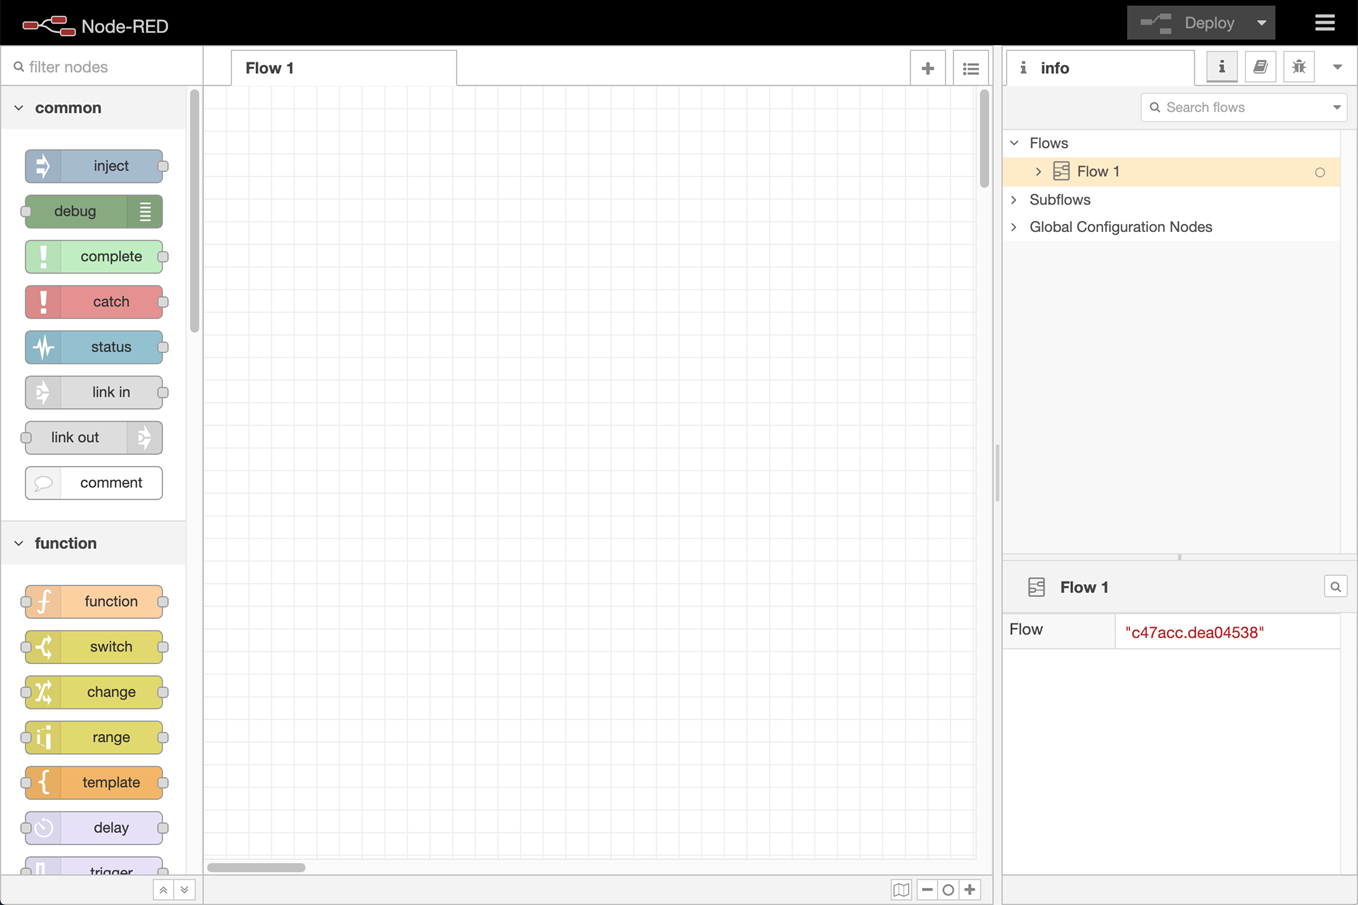 Node-RED
Deploy
filter nodes
Flow 1
info
common
Search flows
inject
debug
complete
catch
status
link in
link out
comment
function
function
switch
change
range
template
delay
trigger
Flows
Flow 1
Subflows
Global Configuration Nodes
Flow 1
Flow "c47acc.dea04538"